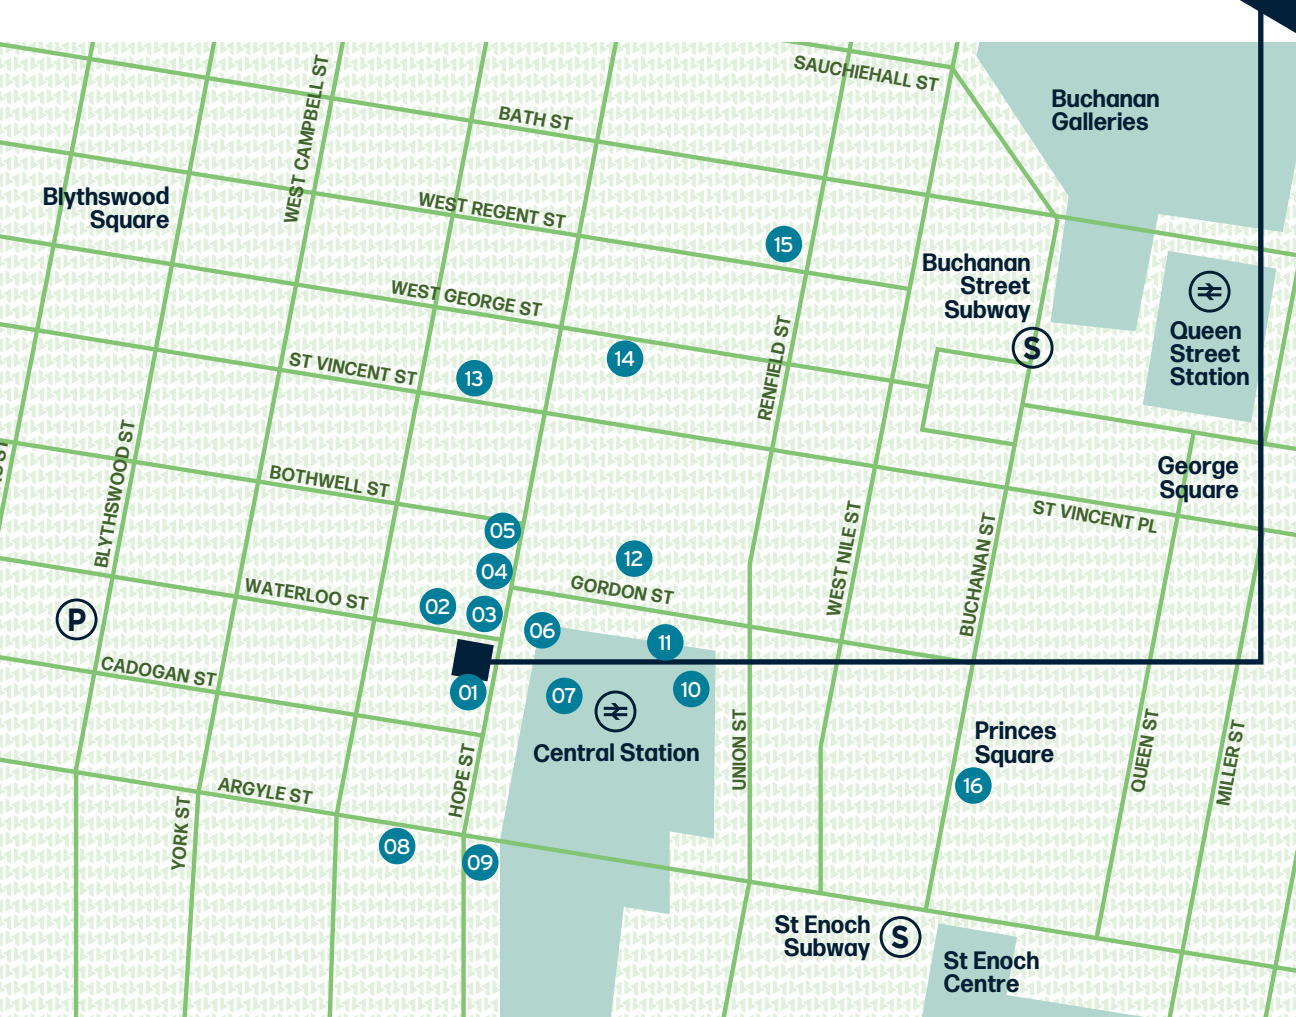 SAUCHIEHALL ST
Buchanan
Galleries
WEST CAMPBELL ST
BATH ST
Blythswood
Square
WEST REGENT ST
15
Buchanan
Street
Subway
S
Queen
Street
Station
WEST GEORGE ST
ST VINCENT ST
13
14
RENFIELD ST
BLYTHSWOOD ST
BOTHWELL ST
George
Square
ST VINCENT PL
05
04
12
WEST NILE ST
BUCHANAN ST
WATERLOO ST
02
03
GORDON ST
P
06
11
CADOGAN ST
01
07
10
Central Station
UNION ST
Princes
Square
16
QUEEN ST
MILLER ST
HOPE ST
ARGYLE ST
YORK ST
08
09
St Enoch
Subway
S
St Enoch
Centre